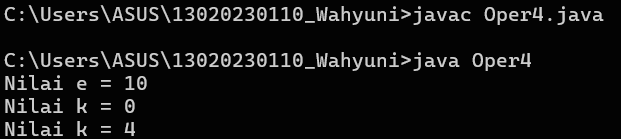 C:\Users\ASUS\13020230110_Wahyuni>javac Oper4.java
C:\Users\ASUS\13020230110_Wahyuni>java Oper4
Nilai e = 10
Nilai k = 0
Nilai k = 4